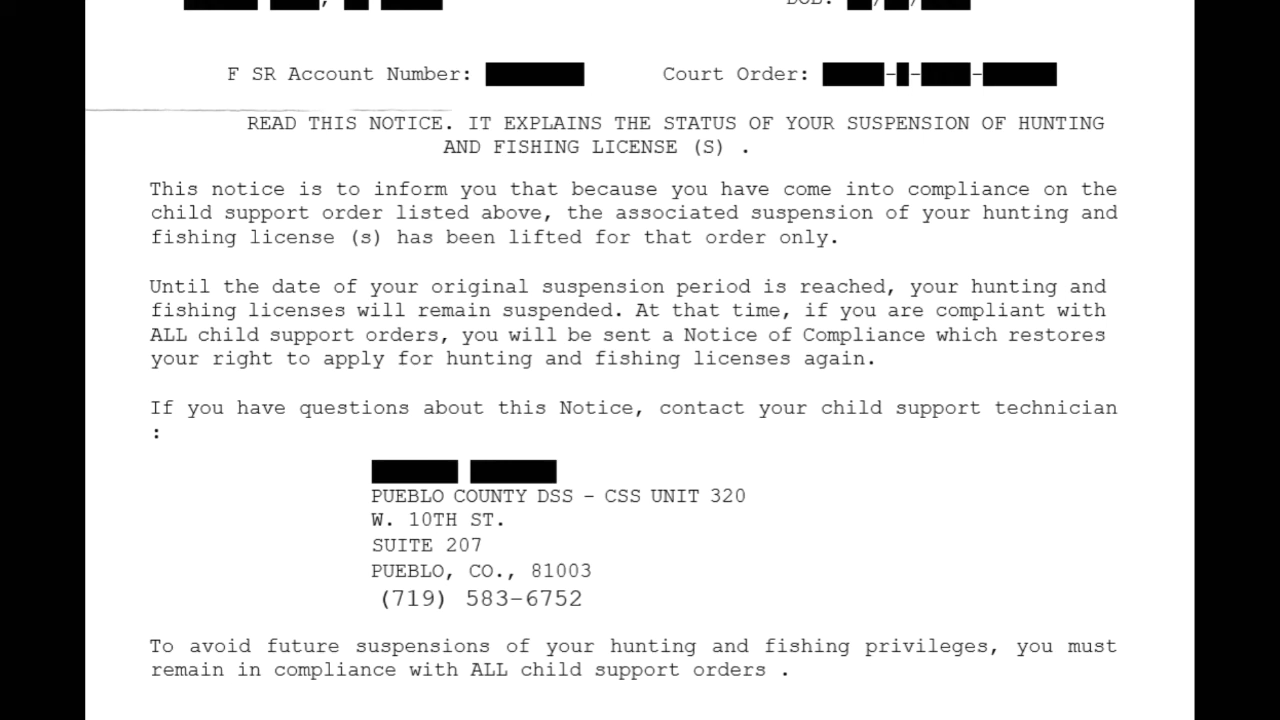 DOE: / /
F SR Account Number: Court Order: - - -
READ THIS NOTICE. IT EXPLAINS THE STATUS OF YOUR SUSPENSION OF HUNTING
AND FISHING LICENSE (S) .
This notice is to inform you that because you have come into compliance on the
child support order listed above, the associated suspension of your hunting and
fishing license (s) has been lifted for that order only.
Until the date of your original suspension period is reached, your hunting and
fishing licenses will remain suspended. At that time, if you are compliant with
ALL child support orders, you will be sent a Notice of Compliance which restores
your right to apply for hunting and fishing licenses again.
If you have questions about this Notice, contact your child support technician
:
PUEBLO COUNTY DSS - CSS UNIT 320
W. 10TH ST.
SUITE 207
PUEBLO, CO., 81003
(719) 583-6752
To avoid future suspensions of your hunting and fishing privileges, you must
remain in compliance with ALL child support orders .